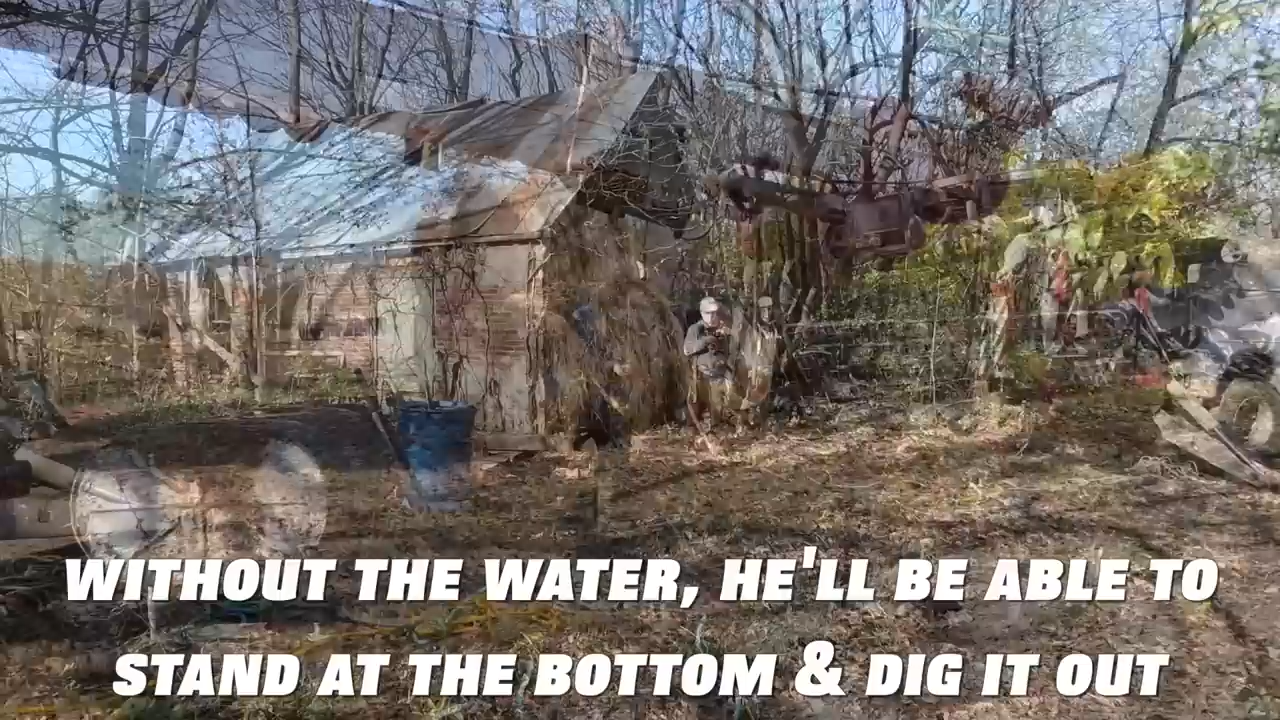 WITHOUT THE WATER, HE'LL BE ABLE TO
STAND AT THE BOTTOM & DIG IT OUT